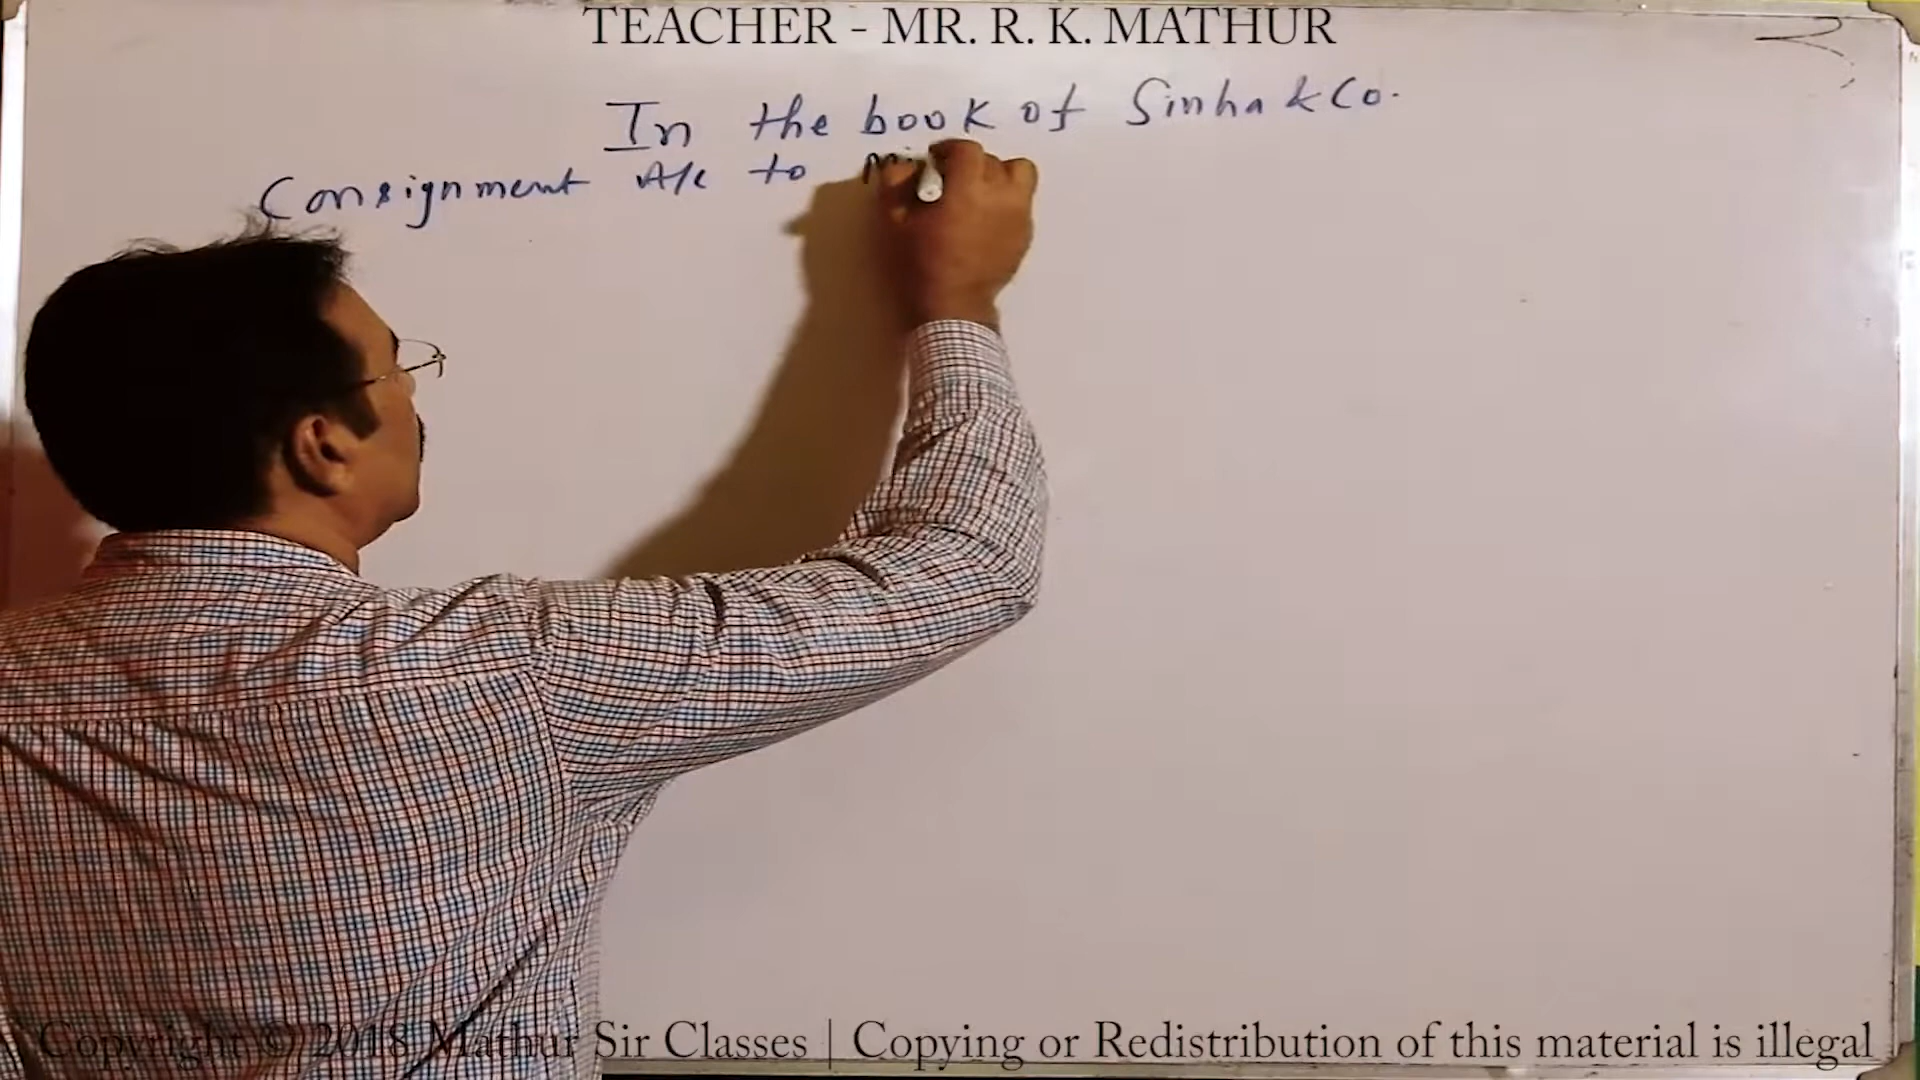 TEACHER - MR. R. K. MATHUR
In the book of Sinha & Co.
Consignment A/c to
Copyright © 2018 Mathur Sir Classes | Copying or Redistribution of this material is illegal